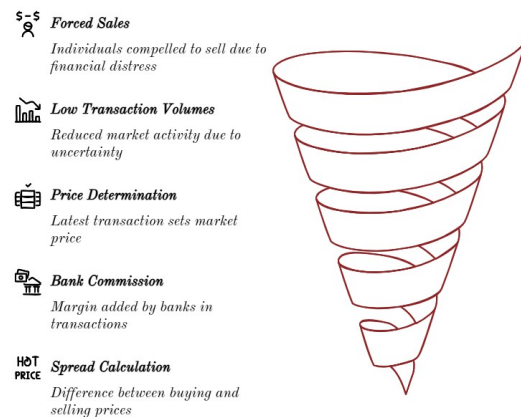 $-$
Forced Sales
Individuals compelled to sell due to
financial distress
Low Transaction Volumes
Reduced market activity due to
uncertainty
Price Determination
Latest transaction sets market
price
Bank Commission
Margin added by banks in
transactions
HOT
PRICE
Spread Calculation
Difference between buying and
selling prices